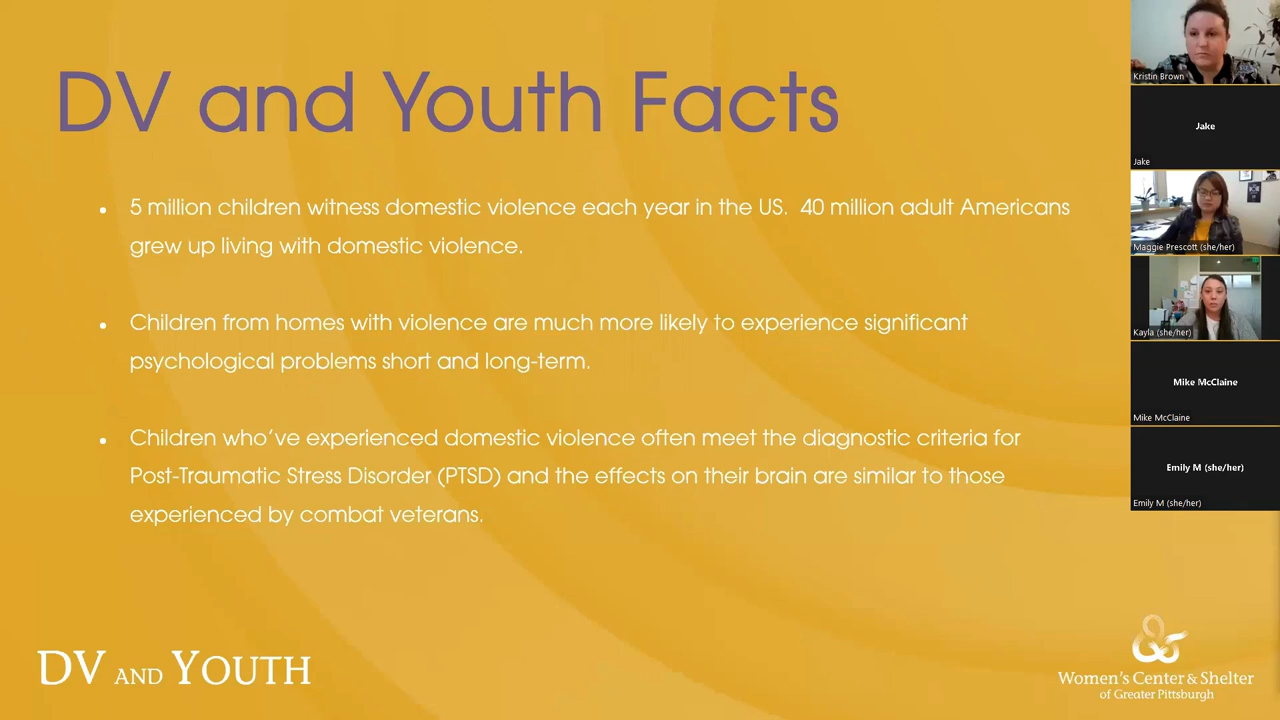 DV and Youth Facts
• 5 million children witness domestic violence each year in the US. 40 million adult Americans
grew up living with domestic violence.
• Children from homes with violence are much more likely to experience significant
psychological problems short and long-term.
• Children who've experienced domestic violence often meet the diagnostic criteria for
Post-Traumatic Stress Disorder (PTSD) and the effects on their brain are similar to those
experienced by combat veterans.
DV AND YOUTH
Women's Center & Shelter
of Greater Pittsburgh
Kristin Brown
Jake
Jake
Maggie Prescott (she/her)
Kayla (she/her)
Mike McClaine
Mike McClaine
Emily M (she/her)
Emily M (she/her)